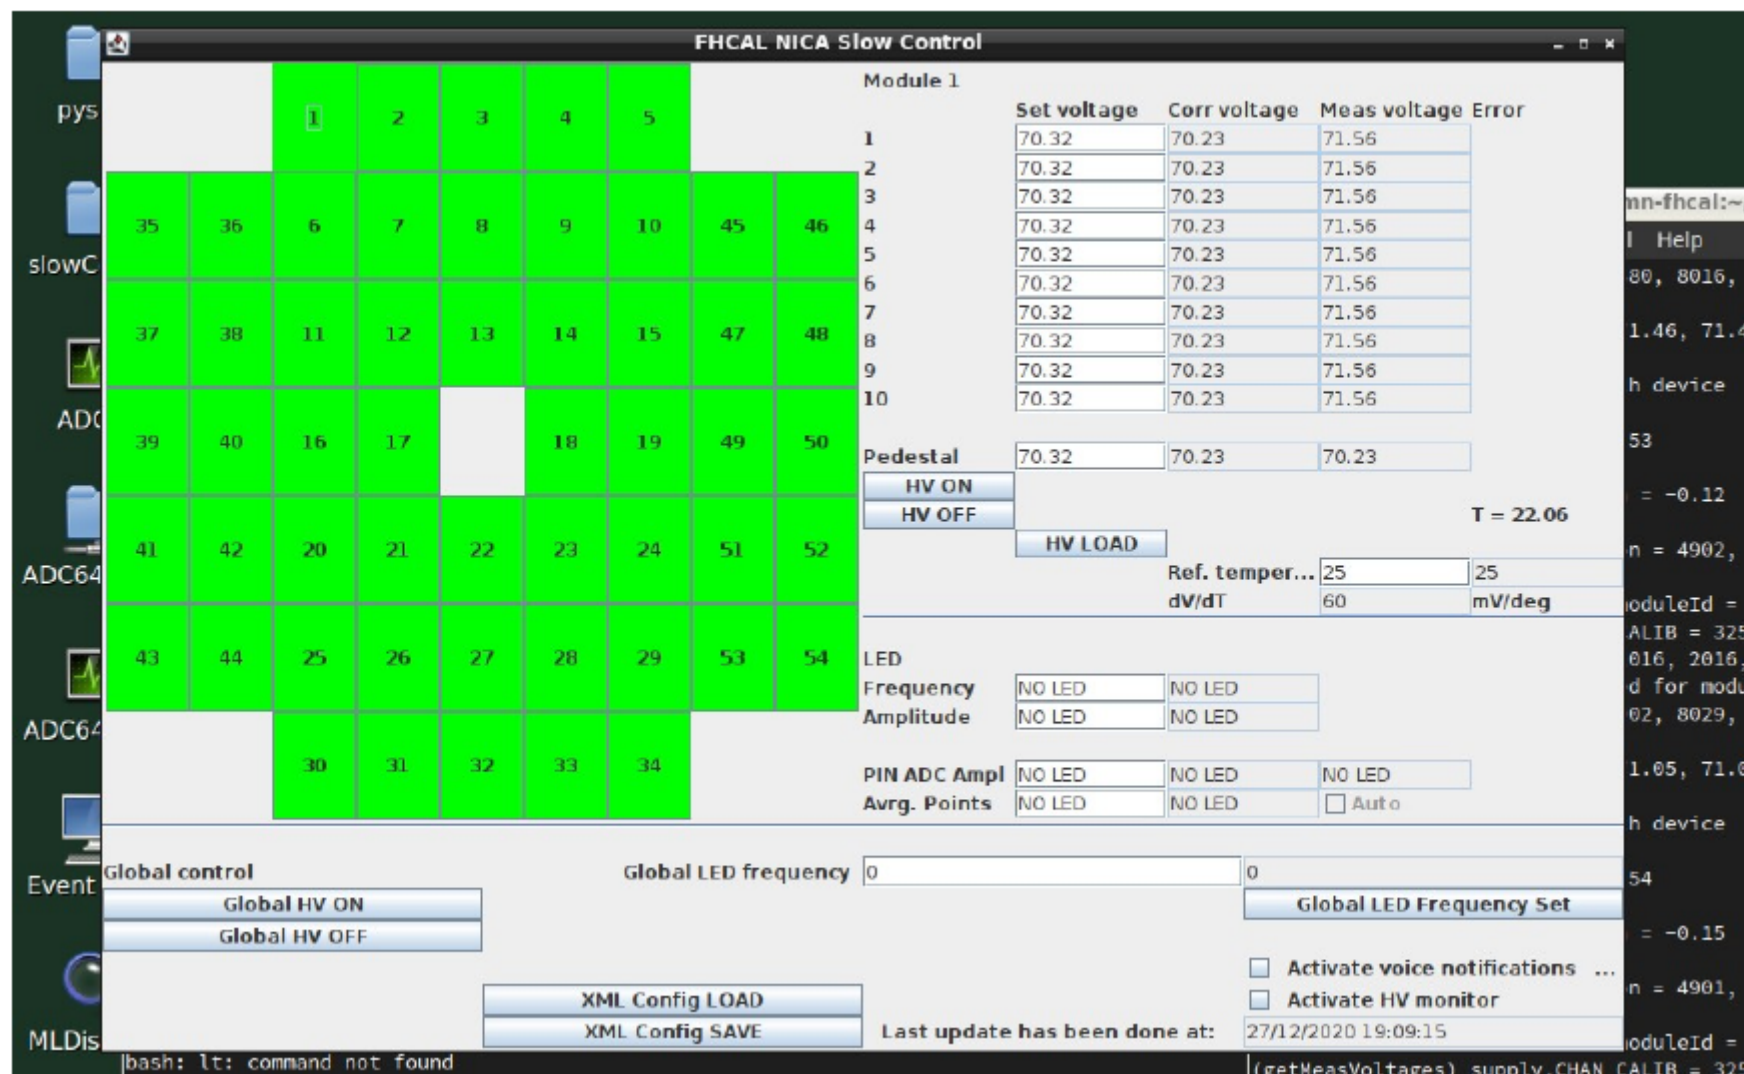 FHCAL NICA Slow Control
pys
slowC
ADC
ADC64
ADC64
Event
MLDis
1 2 3 4 5
35 36 6 7 8 9 10 45 46
37 38 11 12 13 14 15 47 48
39 40 16 17 18 19 49 50
41 42 20 21 22 23 24 51 52
43 44 25 26 27 28 29 53 54
30 31 32 33 34
Module 1
Set voltage Corr voltage Meas voltage Error
1 70.32 70.23 71.56
2 70.32 70.23 71.56
3 70.32 70.23 71.56
4 70.32 70.23 71.56
5 70.32 70.23 71.56
6 70.32 70.23 71.56
7 70.32 70.23 71.56
8 70.32 70.23 71.56
9 70.32 70.23 71.56
10 70.32 70.23 71.56
Pedestal 70.32 70.23 70.23
HV ON
HV OFF T = 22.06
HV LOAD
Ref. temper... 25 25
dV/dT 60 mV/deg
LED
Frequency NO LED NO LED
Amplitude NO LED NO LED
PIN ADC Ampl NO LED NO LED NO LED
Avrg. Points NO LED NO LED Auto
Global control Global LED frequency 0 0
Global HV ON Global LED Frequency Set
Global HV OFF
Activate voice notifications ...
XML Config LOAD Activate HV monitor
XML Config SAVE Last update has been done at: 27/12/2020 19:09:15
bash: lt: command not found
mn-fhcal:~
l Help
80, 8016,
1.46, 71.4
h device
53
= -0.12
n = 4902,
oduleId =
ALIB = 325
016, 2016,
d for modu
02, 8029,
1.05, 71.0
h device
54
= -0.15
n = 4901,
oduleId =
(getMeasVoltages) supply.CHAN_CALIB = 325